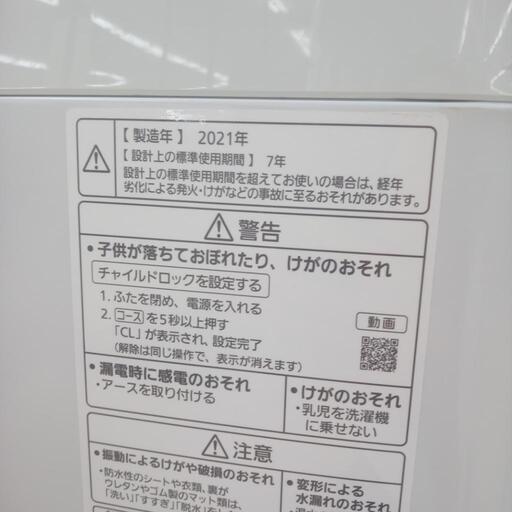 【製造年】 2021年
【設計上の標準使用期間】 7年
設計上の標準使用期間を超えてお使いの場合は、経年
劣化による発火・けがなどの事故に至るおそれがあります。
警告
・子供が落ちておぼれたり、けがのおそれ
チャイルドロックを設定する
1. ふたを閉め、電源を入れる
2. コースを5秒以上押す
「CL」が表示され、設定完了
(解除は同じ操作で、表示が消えます)
動画
・漏電時に感電のおそれ
・アースを取り付ける
・けがのおそれ
・乳児を洗濯機
に乗せない
注意
・振動によるけがや破損のおそれ
・防水性のシートや衣類、裏が
ウレタンやゴム製のマット類は、
「洗い」「すすぎ」「脱水」を
・変形による
水漏れのおそれ